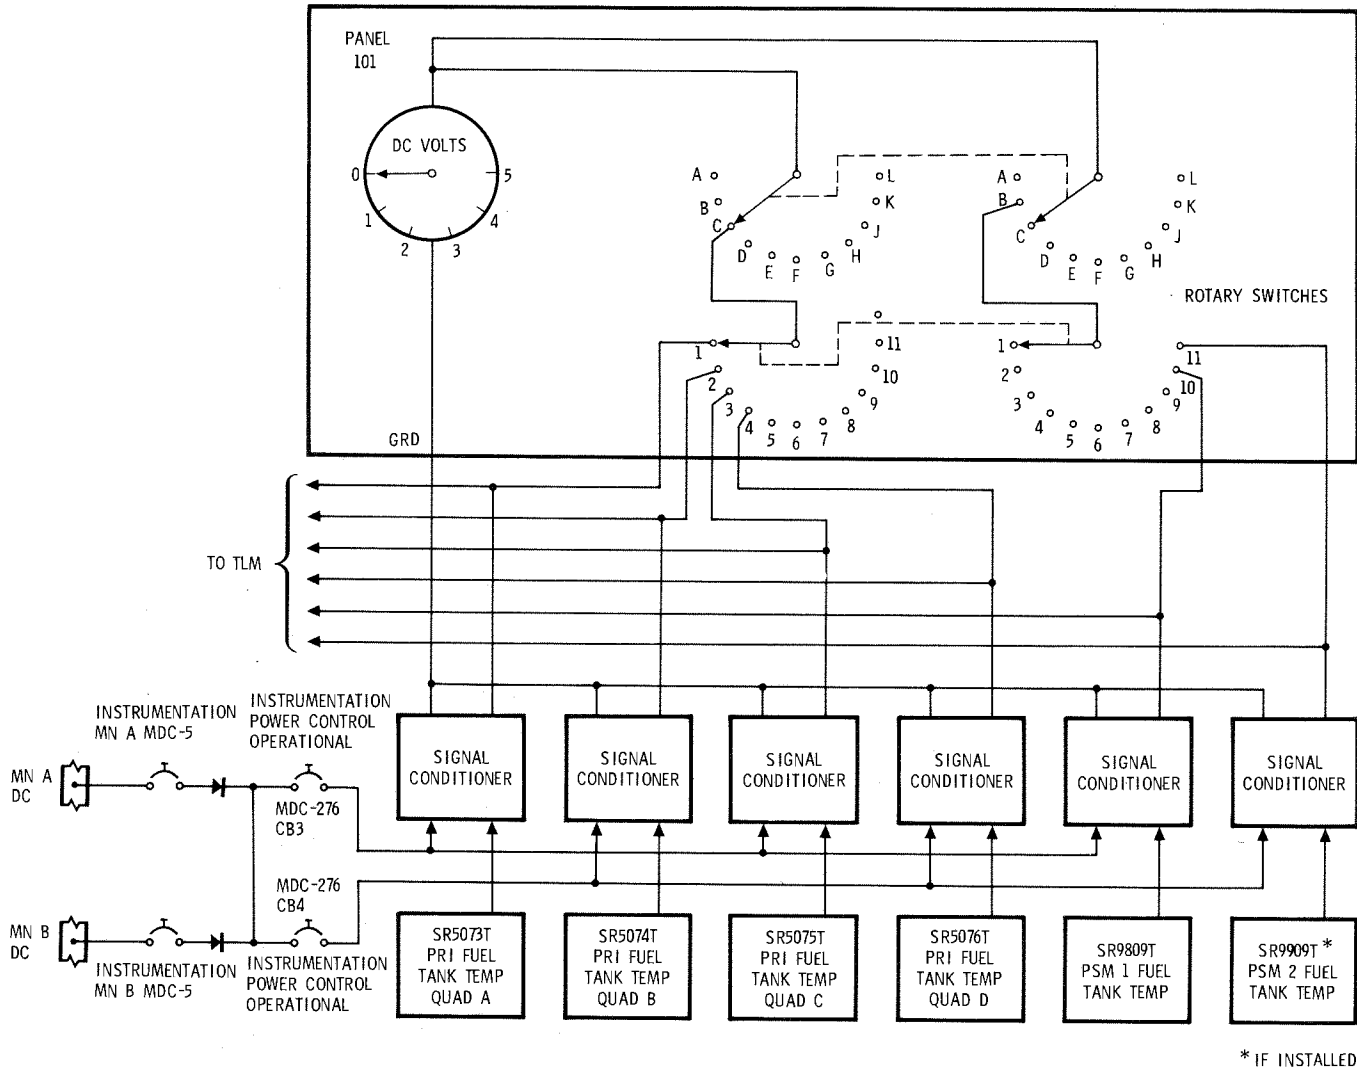 PANEL
101
DC VOLTS
0
1
2
3
4
5
A
B
C
D
E
F
G
H
J
K
L
A
B
C
D
E
F
G
H
J
K
L
ROTARY SWITCHES
1
2
3
4
5
6
7
8
9
10
11
1
2
3
4
5
6
7
8
9
10
11
GRD
TO TLM
INSTRUMENTATION
MN A MDC-5
INSTRUMENTATION
POWER CONTROL
OPERATIONAL
MN A
DC
MDC-276
CB3
SIGNAL
CONDITIONER
SIGNAL
CONDITIONER
SIGNAL
CONDITIONER
SIGNAL
CONDITIONER
SIGNAL
CONDITIONER
SIGNAL
CONDITIONER
MDC-276
CB4
MN B
DC
INSTRUMENTATION
MN B MDC-5
INSTRUMENTATION
POWER CONTROL
OPERATIONAL
SR5073T
PRI FUEL
TANK TEMP
QUAD A
SR5074T
PRI FUEL
TANK TEMP
QUAD B
SR5075T
PRI FUEL
TANK TEMP
QUAD C
SR5076T
PRI FUEL
TANK TEMP
QUAD D
SR9809T
PSM 1 FUEL
TANK TEMP
SR9909T *
PSM 2 FUEL
TANK TEMP
* IF INSTALLED